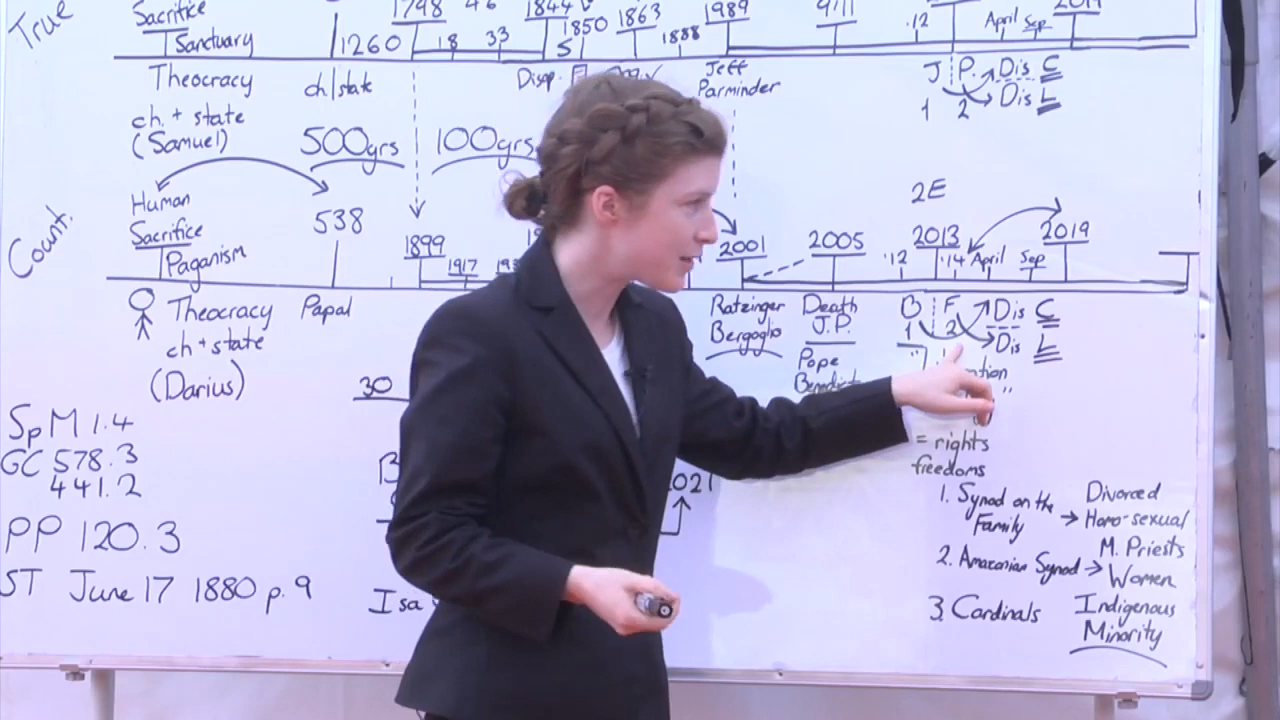 True
Sacrifice
Sanctuary
1260
1798
18
46
33
1844
1850
5
1863
1888
1989
9/11
'12
April
Sep
2019
Theocracy
ch. + state
(Samuel)
ch/state
Disap.
Jeff
Parminder
J P. Dis C
1 2 Dis L
500yrs
100yrs
Count.
Human
Sacrifice
Paganism
538
1899
1917
2001
2005
2E
'12
2013
'14
April
Sep
2019
Theocracy
ch + state
(Darius)
Papal
Ratzinger
Bergoglio
Death
J.P.
Pope
Benedict
B F Dis C
1 2 Dis L
30
= rights
freedoms
SpM 1.4
GC 578.3
441.2
PP 120.3
ST June 17 1880 p.9
Isa
1. Synod on the
Family
→ Divorced
Homo-sexual
2. Amazonian Synod →
M. Priests
Women
3. Cardinals
Indigenous
Minority